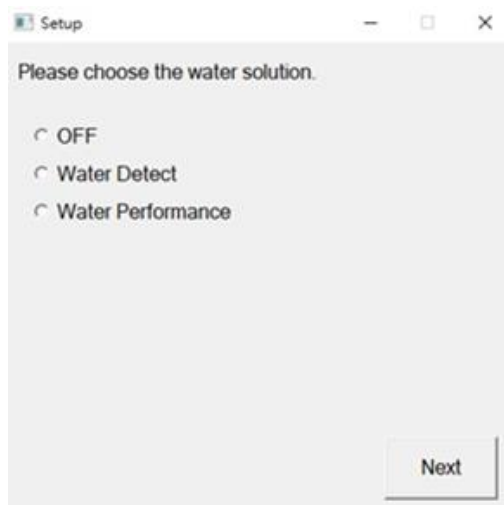 Setup
Please choose the water solution.
OFF
Water Detect
Water Performance
Next